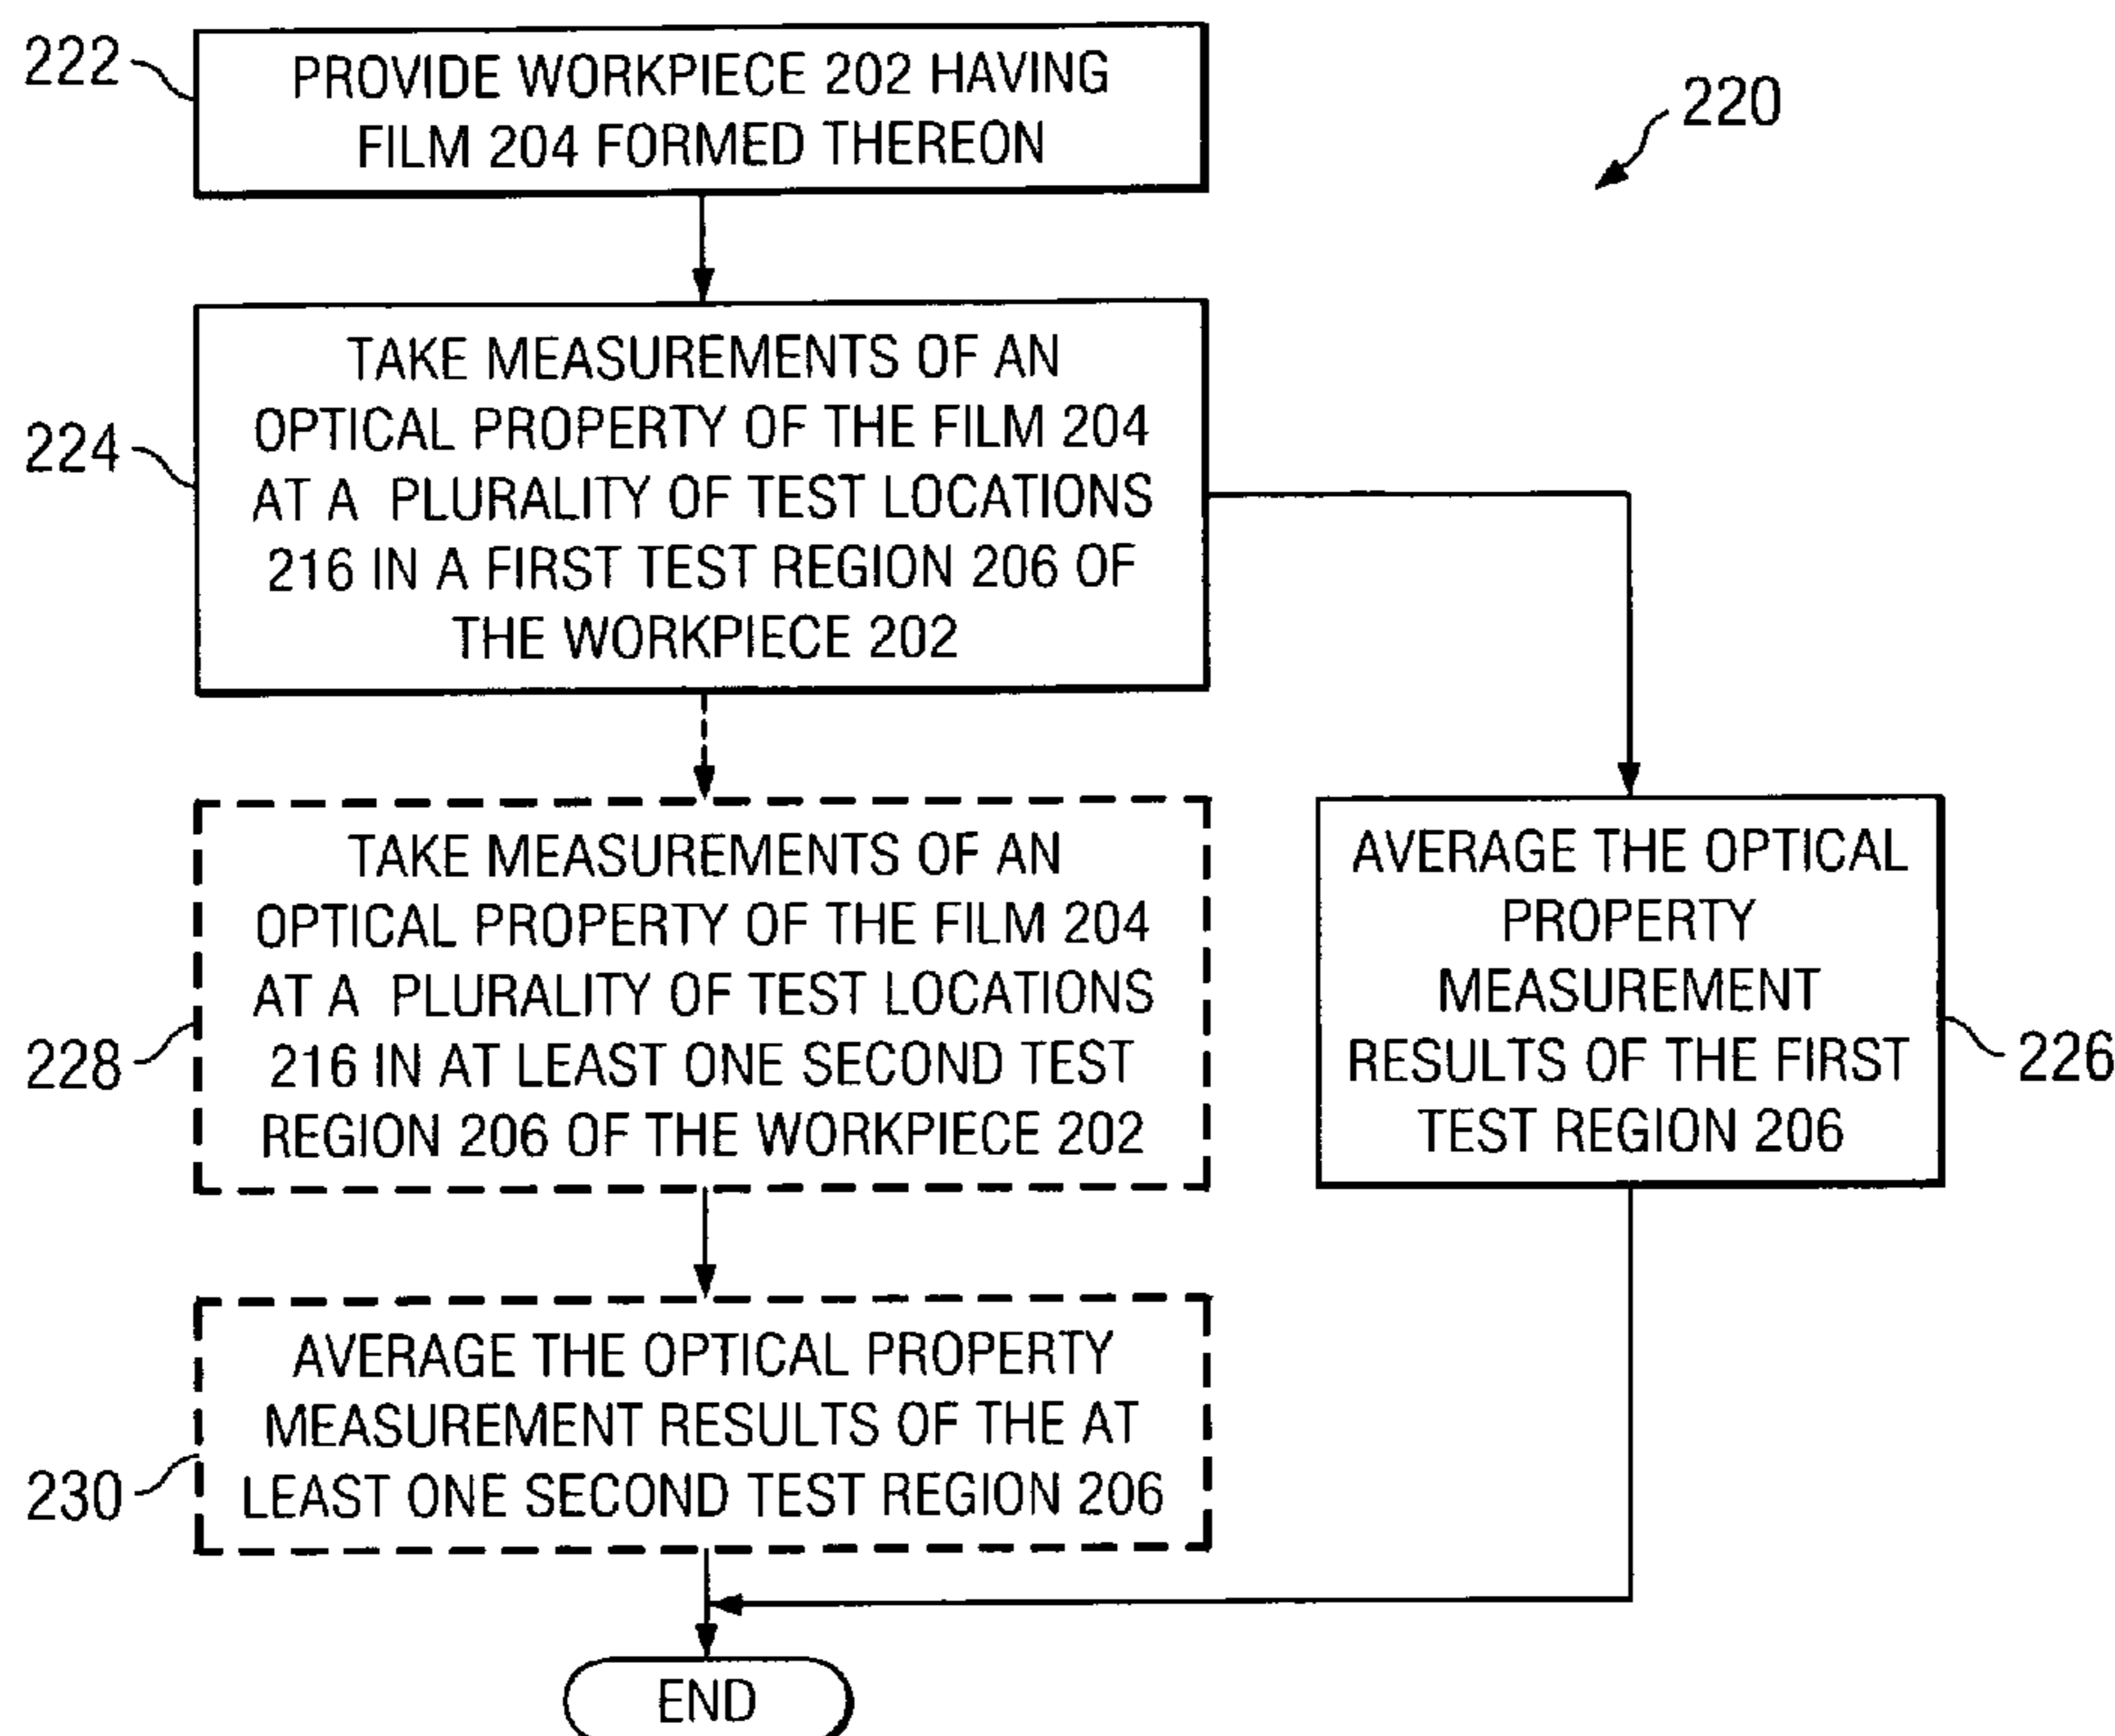 222
PROVIDE WORKPIECE 202 HAVING
FILM 204 FORMED THEREON
220
224
TAKE MEASUREMENTS OF AN
OPTICAL PROPERTY OF THE FILM 204
AT A PLURALITY OF TEST LOCATIONS
216 IN A FIRST TEST REGION 206 OF
THE WORKPIECE 202
228
TAKE MEASUREMENTS OF AN
OPTICAL PROPERTY OF THE FILM 204
AT A PLURALITY OF TEST LOCATIONS
216 IN AT LEAST ONE SECOND TEST
REGION 206 OF THE WORKPIECE 202
AVERAGE THE OPTICAL
PROPERTY
MEASUREMENT
RESULTS OF THE FIRST
TEST REGION 206
226
230
AVERAGE THE OPTICAL PROPERTY
MEASUREMENT RESULTS OF THE AT
LEAST ONE SECOND TEST REGION 206
END